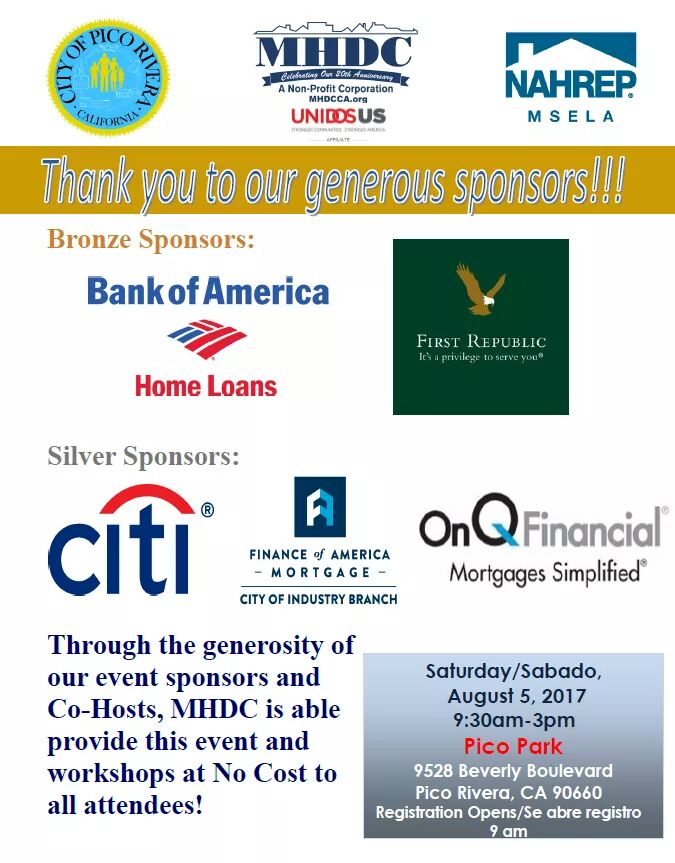 CITY OF PICO RIVERA
CALIFORNIA
MHDC
Celebrating Our 20th Anniversary
A Non-Profit Corporation
MHDCCA.org
UNIDOSUS
STRONGER COMMUNITIES. STRONGER AMERICA.
AFFILIATE
NAHREP®
MSELA
Thank you to our generous sponsors!!!
Bronze Sponsors:
Bank of America
Home Loans
FIRST REPUBLIC
It's a privilege to serve you®
Silver Sponsors:
citi®
FINANCE of AMERICA
– MORTGAGE –
CITY OF INDUSTRY BRANCH
OnQ Financial®
Mortgages Simplified®
Through the generosity of
our event sponsors and
Co-Hosts, MHDC is able
provide this event and
workshops at No Cost to
all attendees!
Saturday/Sabado,
August 5, 2017
9:30am-3pm
Pico Park
9528 Beverly Boulevard
Pico Rivera, CA 90660
Registration Opens/Se abre registro
9 am